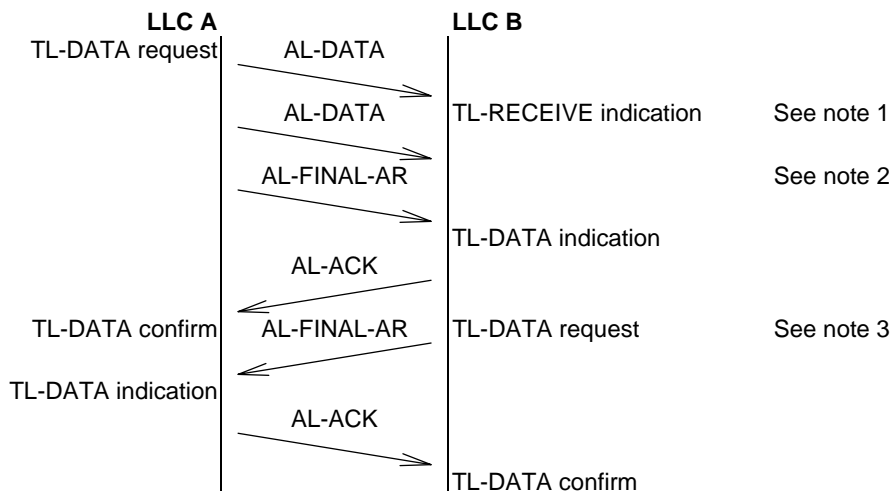 LLC A LLC B
TL-DATA request AL-DATA
AL-DATA TL-RECEIVE indication See note 1
AL-FINAL-AR See note 2
TL-DATA indication
AL-ACK
TL-DATA confirm AL-FINAL-AR TL-DATA request See note 3
TL-DATA indication
AL-ACK
TL-DATA confirm